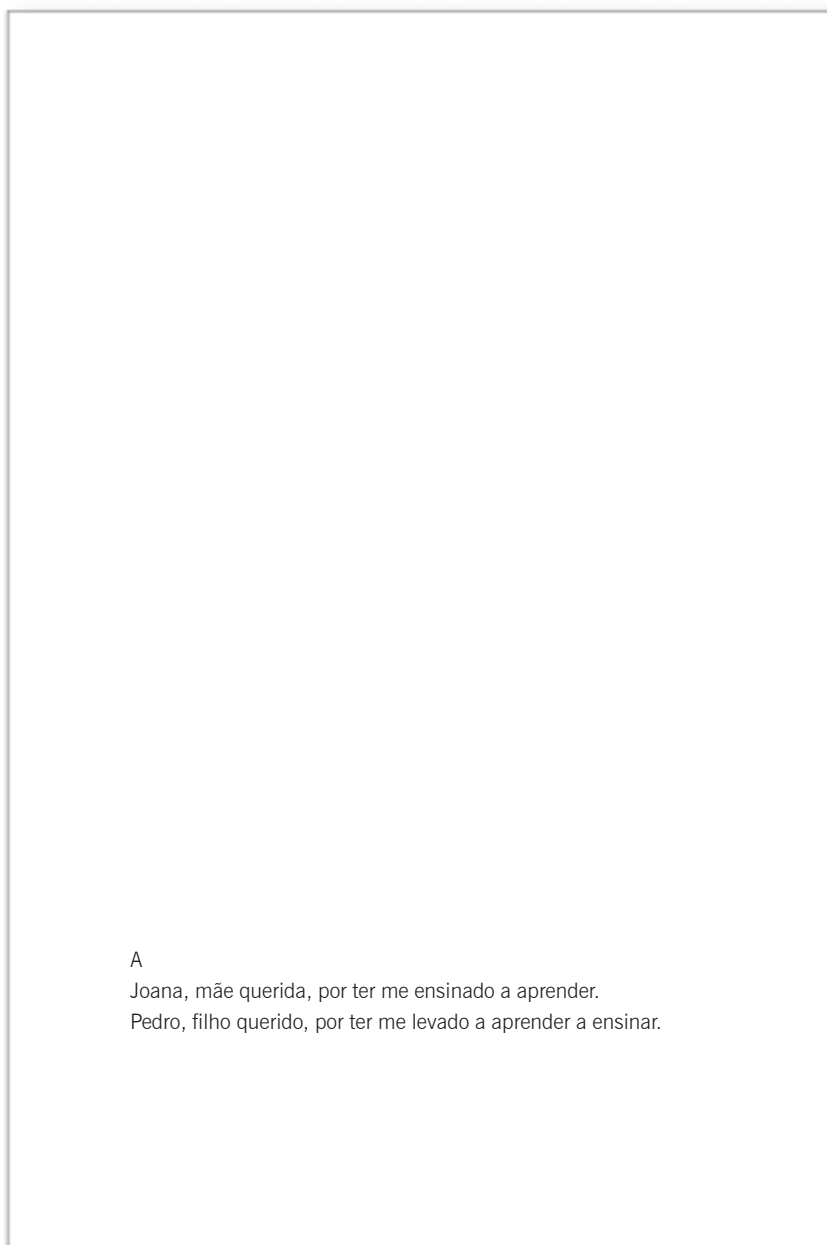 A
Joana, mãe querida, por ter me ensinado a aprender.
Pedro, filho querido, por ter me levado a aprender a ensinar.